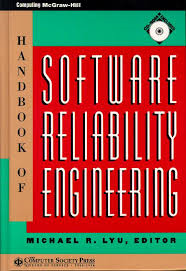 Computing McGraw-Hill
HANDBOOK OF
SOFTWARE
RELIABILITY
ENGINEERING
MICHAEL R. LYU, EDITOR
COMPUTER SOCIETY PRESS